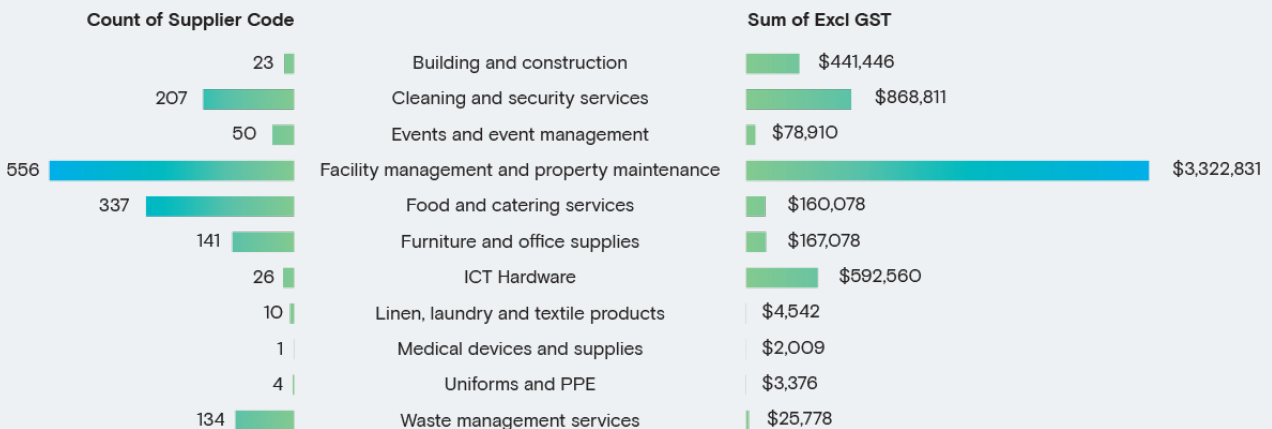 Count of Supplier Code Sum of Excl GST
23 Building and construction $441,446
207 Cleaning and security services $868,811
50 Events and event management $78,910
556 Facility management and property maintenance $3,322,831
337 Food and catering services $160,078
141 Furniture and office supplies $167,078
26 ICT Hardware $592,560
10 Linen, laundry and textile products $4,542
1 Medical devices and supplies $2,009
4 Uniforms and PPE $3,376
134 Waste management services $25,778